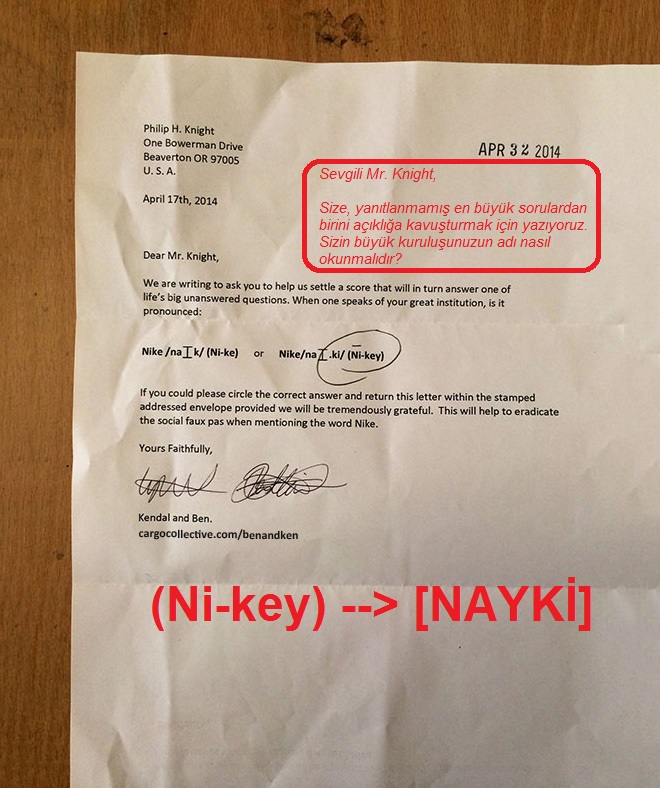 Philip H. Knight
One Bowerman Drive
Beaverton OR 97005
U. S. A.
APR 32 2014
April 17th, 2014
Sevgili Mr. Knight,
Size, yanıtlanmamış en büyük sorulardan
birini açıklığa kavuşturmak için yazıyoruz.
Sizin büyük kuruluşunuzun adı nasıl
okunmalıdır?
Dear Mr. Knight,
We are writing to ask you to help us settle a score that will in turn answer one of
life's big unanswered questions. When one speaks of your great institution, is it
pronounced:
Nike /naɪk/ (Ni-ke) or Nike/naɪ.ki/ (Ni-key)
If you could please circle the correct answer and return this letter within the stamped
addressed envelope provided we will be tremendously grateful. This will help to eradicate
the social faux pas when mentioning the word Nike.
Yours Faithfully,
Kendal and Ben.
cargocollective.com/benandken
(Ni-key) --> [NAYKİ]